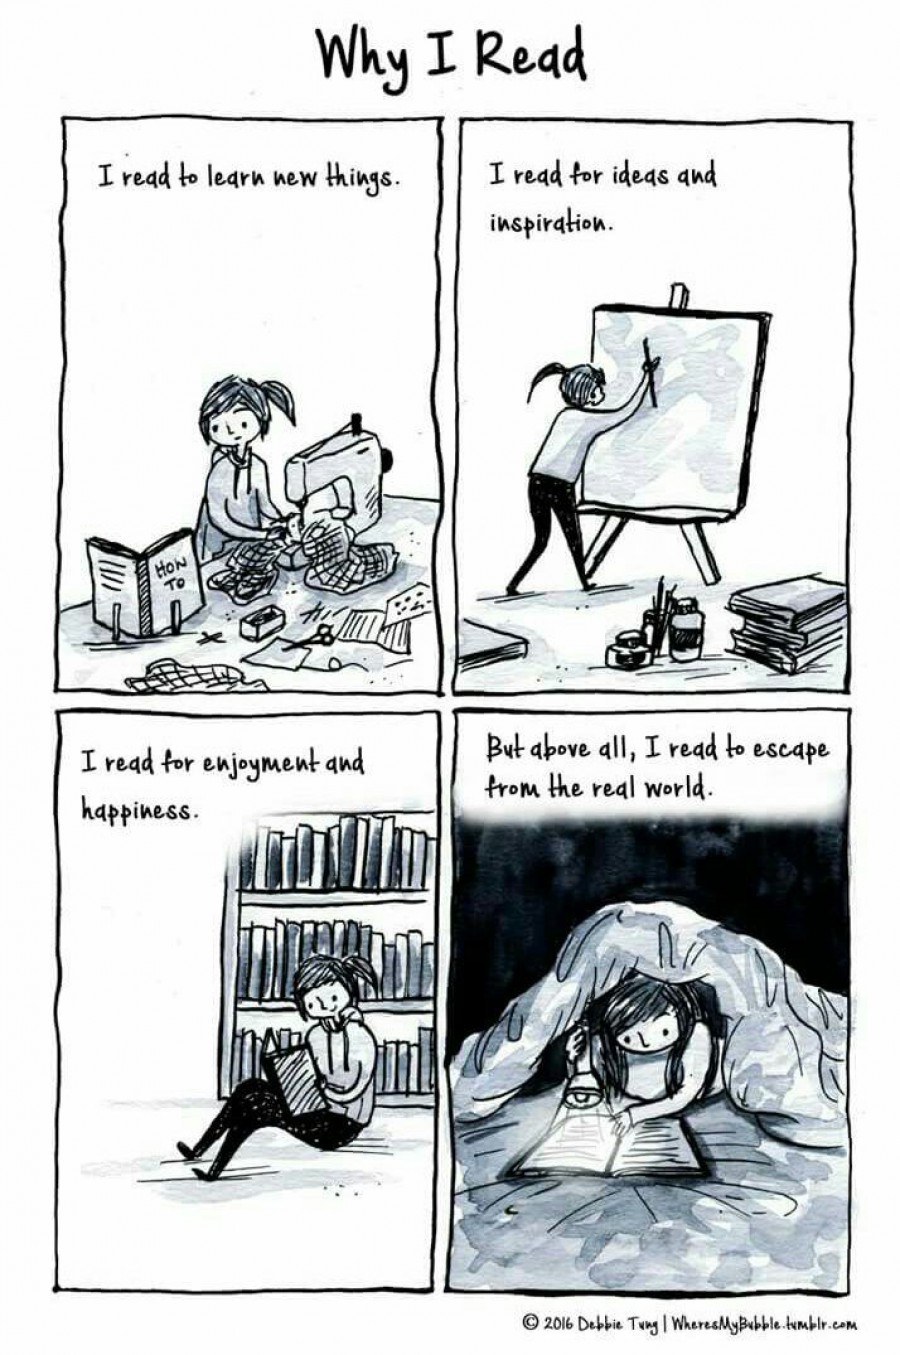 Why I Read
I read to learn new things.
I read for ideas and
inspiration.
HOW
TO
I read for enjoyment and
happiness.
But above all, I read to escape
from the real world.
© 2016 Debbie Tung | WheresMyBubble.tumblr.com